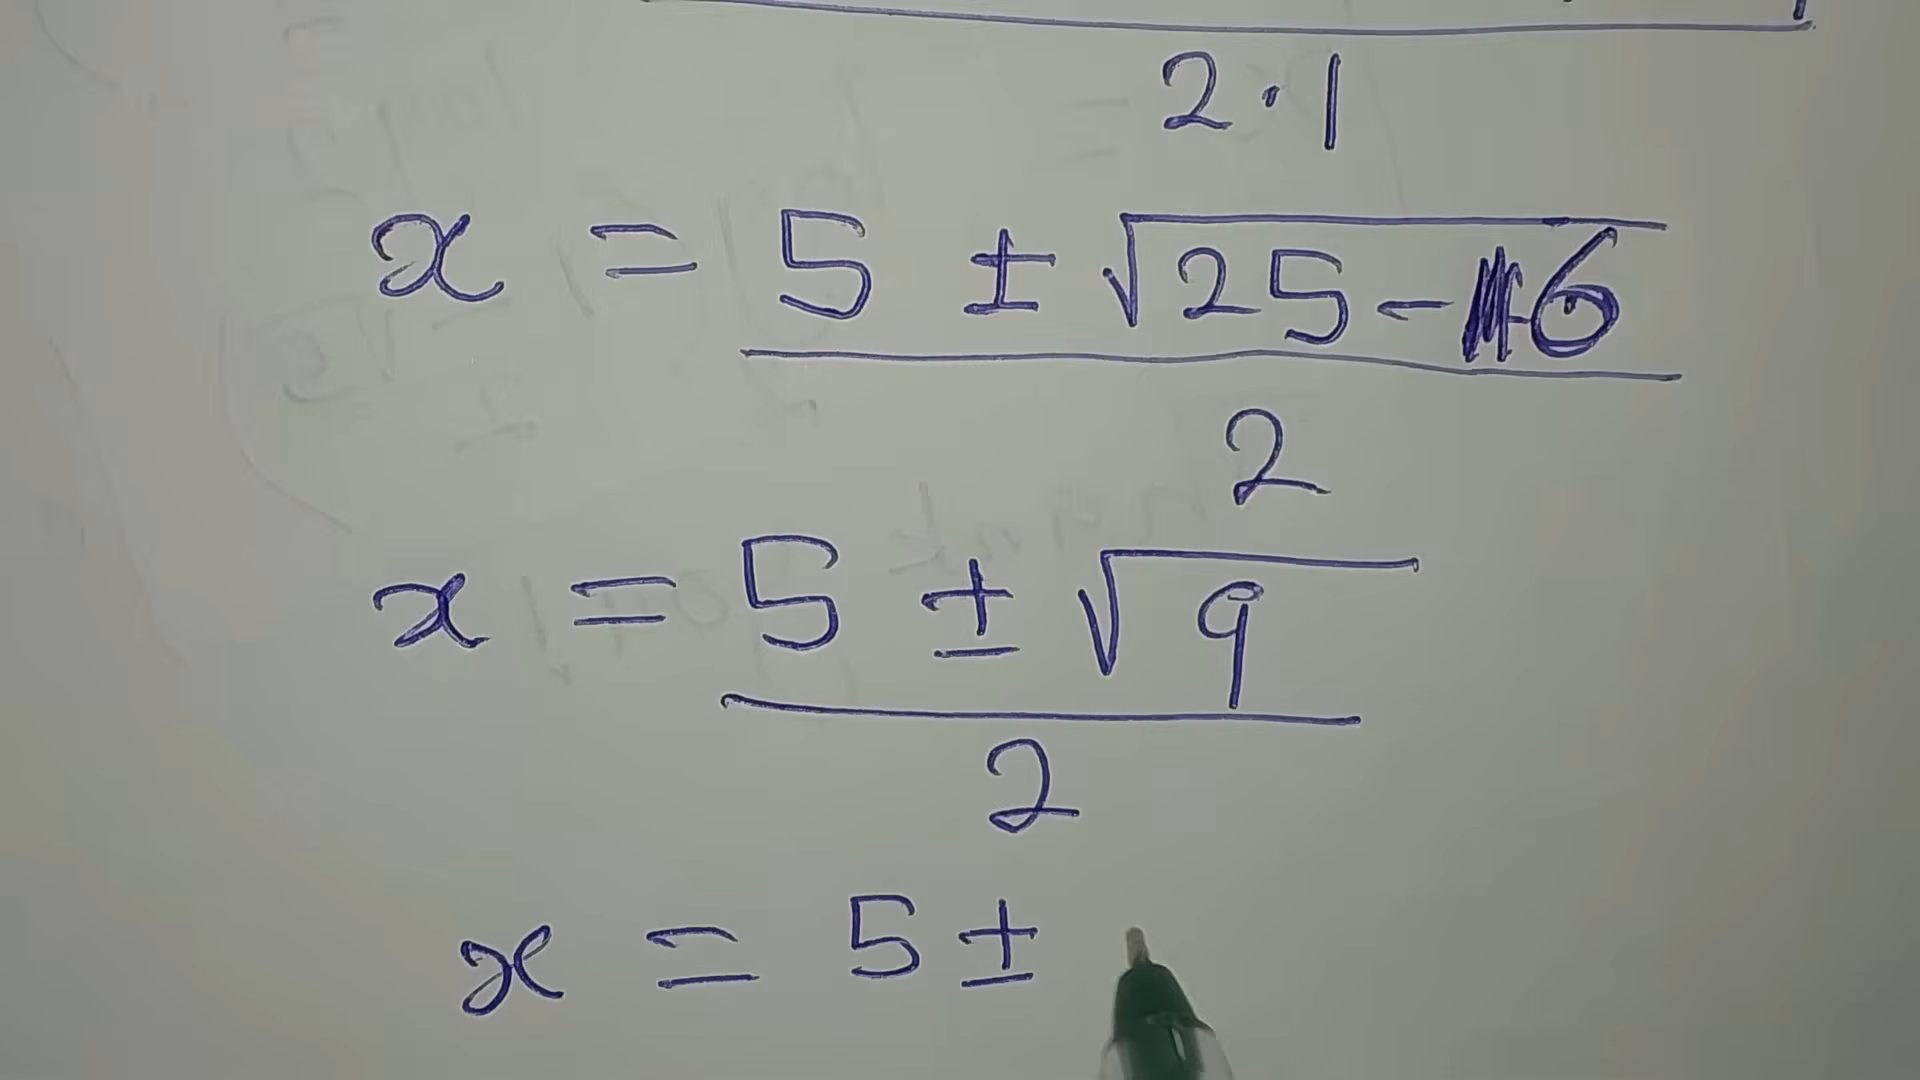 2·1
x = 5 ± √25-16
2
x = 5 ± √9
2
x = 5 ±